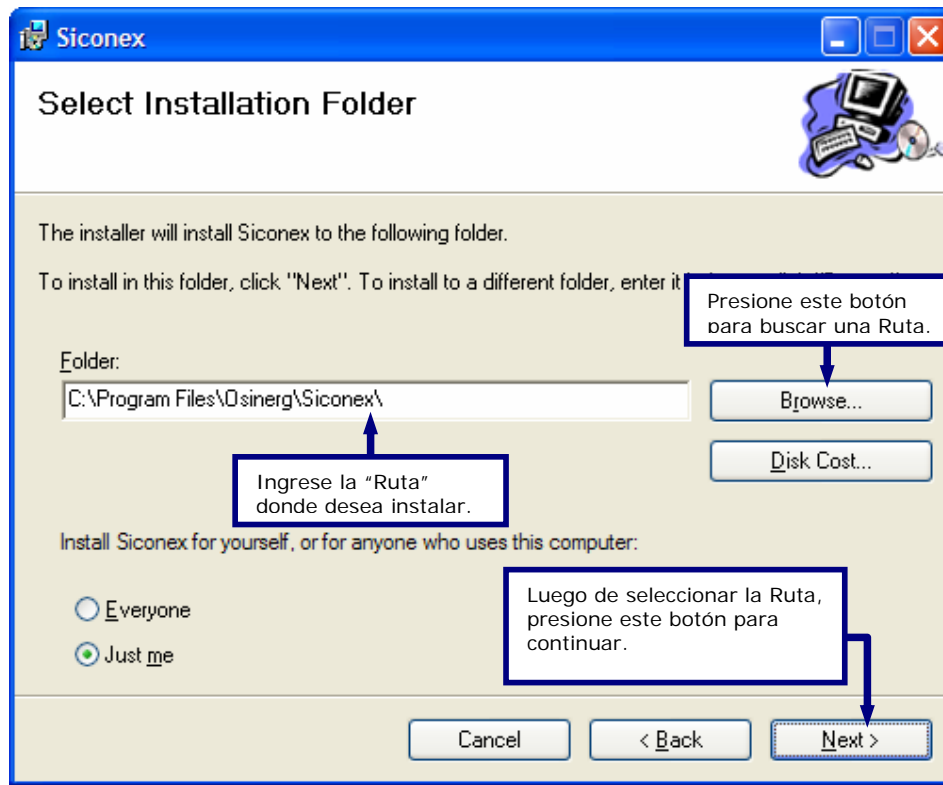 Siconex
Select Installation Folder
The installer will install Siconex to the following folder.
To install in this folder, click "Next". To install to a different folder, enter it
Presione este botón
para buscar una Ruta.
Folder:
C:\Program Files\Osinerg\Siconex\
Browse...
Disk Cost...
Ingrese la “Ruta”
donde desea instalar.
Install Siconex for yourself, or for anyone who uses this computer:
Everyone
Just me
Luego de seleccionar la Ruta,
presione este botón para
continuar.
Cancel
< Back
Next >